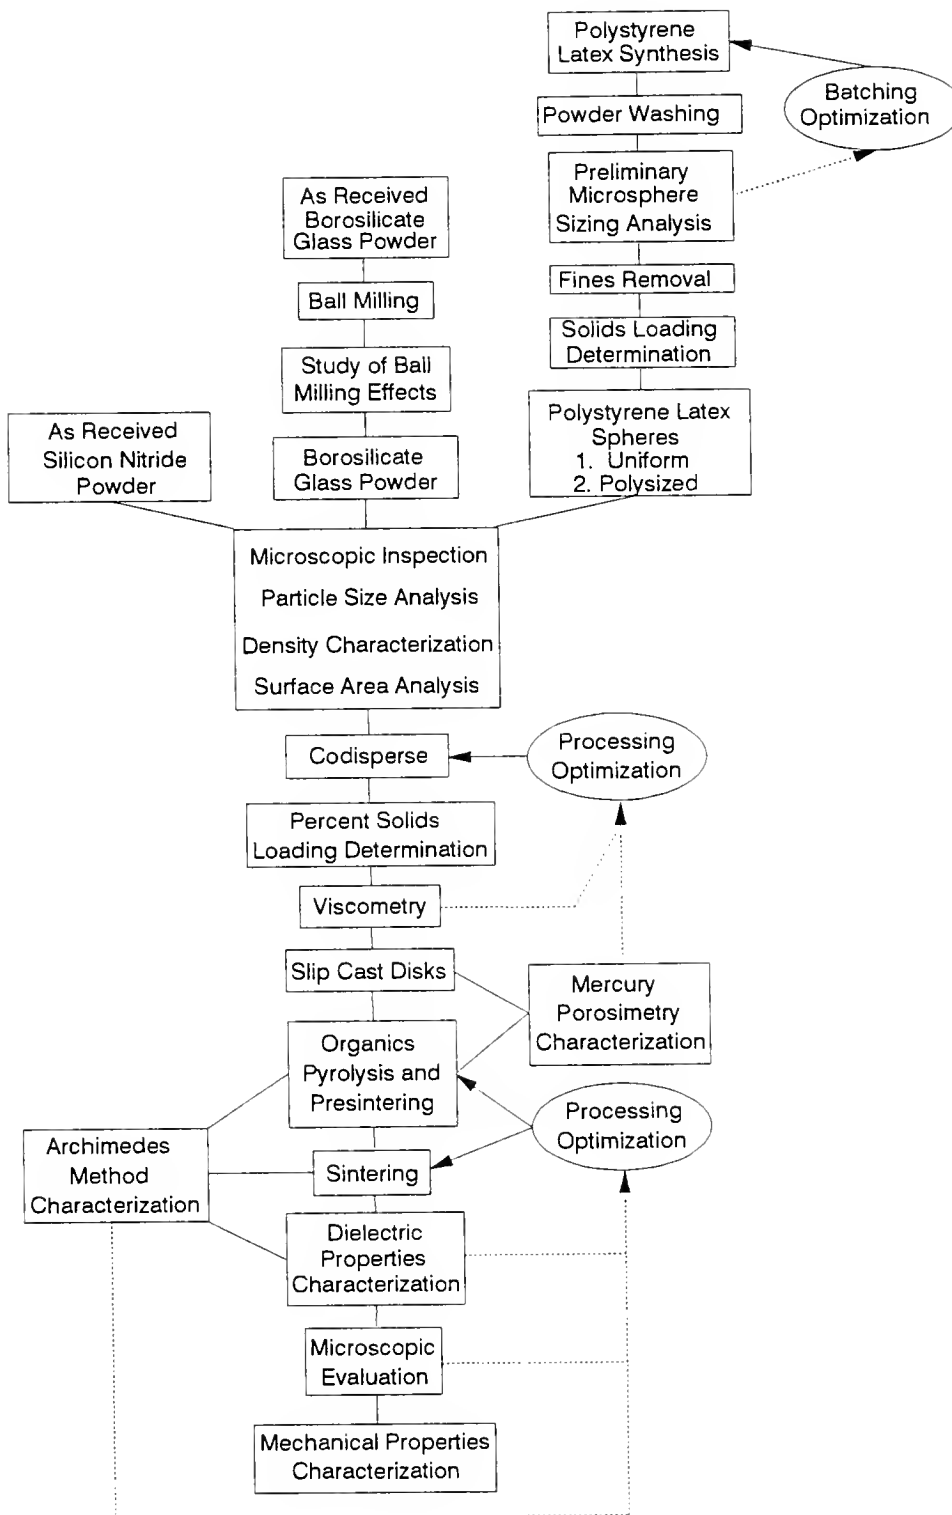 Polystyrene
Latex Synthesis
Batching
Optimization
Powder Washing
Preliminary
Microsphere
Sizing Analysis
As Received
Borosilicate
Glass Powder
Fines Removal
Ball Milling
Solids Loading
Determination
Study of Ball
Milling Effects
Polystyrene Latex
Spheres
1. Uniform
2. Polysized
As Received
Silicon Nitride
Powder
Borosilicate
Glass Powder
Microscopic Inspection
Particle Size Analysis
Density Characterization
Surface Area Analysis
Codisperse
Processing
Optimization
Percent Solids
Loading Determination
Viscometry
Slip Cast Disks
Mercury
Porosimetry
Characterization
Organics
Pyrolysis and
Presintering
Processing
Optimization
Archimedes
Method
Characterization
Sintering
Dielectric
Properties
Characterization
Microscopic
Evaluation
Mechanical Properties
Characterization